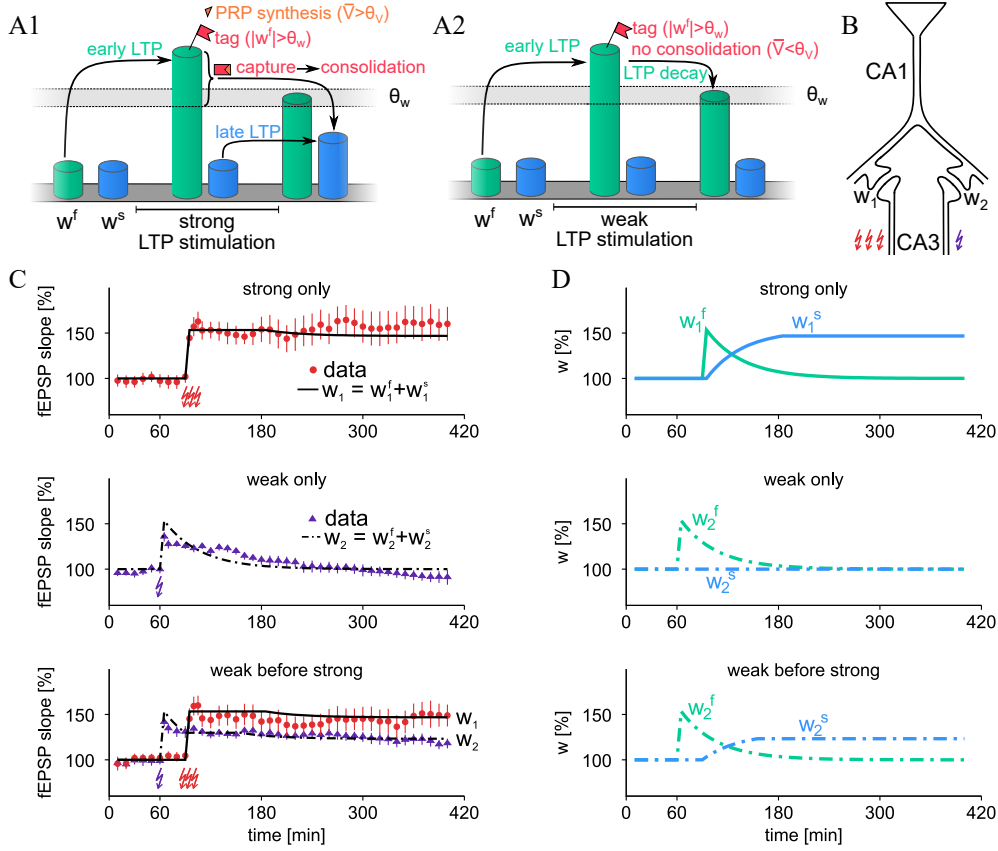 A1
PRP synthesis (V̄>θV)
tag (|wᶠ|>θw)
early LTP
capture → consolidation
θw
late LTP
wᶠ
wˢ
strong
LTP stimulation
A2
tag (|wᶠ|>θw)
no consolidation (V̄<θV)
early LTP
LTP decay
θw
wᶠ
wˢ
weak
LTP stimulation
B
CA1
w₁
w₂
CA3
C
strong only
fEPSP slope [%]
150
100
data
w₁ = w₁ᶠ+w₁ˢ
0 60 180 300 420
weak only
fEPSP slope [%]
150
100
data
w₂ = w₂ᶠ+w₂ˢ
0 60 180 300 420
weak before strong
fEPSP slope [%]
150
100
w₁
w₂
0 60 180 300 420
time [min]
D
strong only
w [%]
150
100
w₁ᶠ
w₁ˢ
0 60 180 300 420
weak only
w [%]
150
100
w₂ᶠ
w₂ˢ
0 60 180 300 420
weak before strong
w [%]
150
100
w₂ᶠ
w₂ˢ
0 60 180 300 420
time [min]